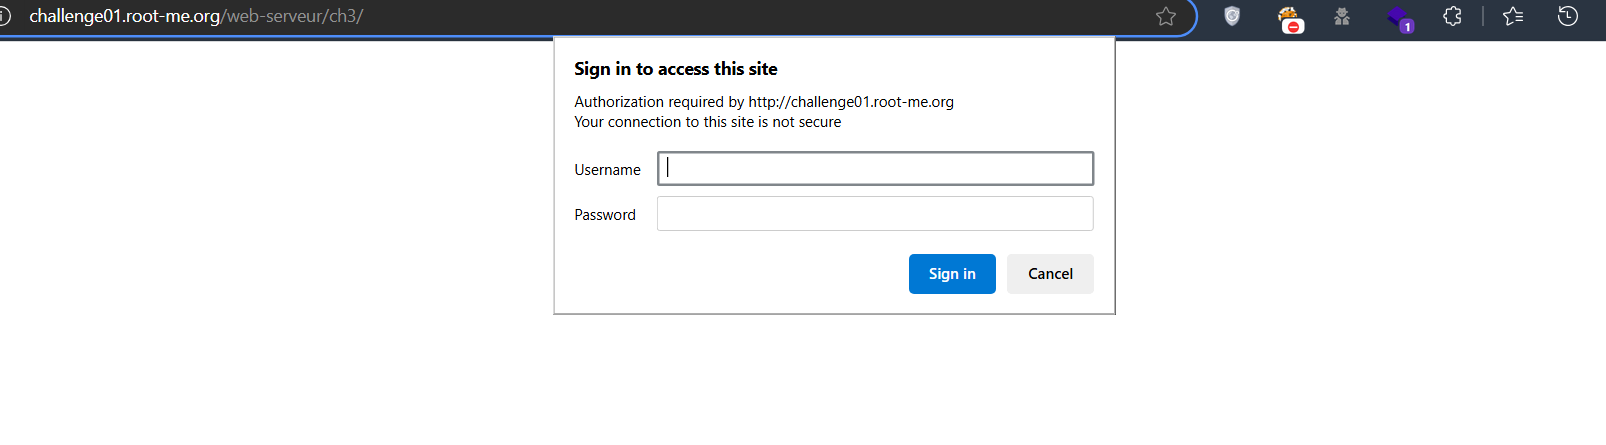 challenge01.root-me.org/web-serveur/ch3/
1
Sign in to access this site
Authorization required by http://challenge01.root-me.org
Your connection to this site is not secure
Username
Password
Sign in
Cancel